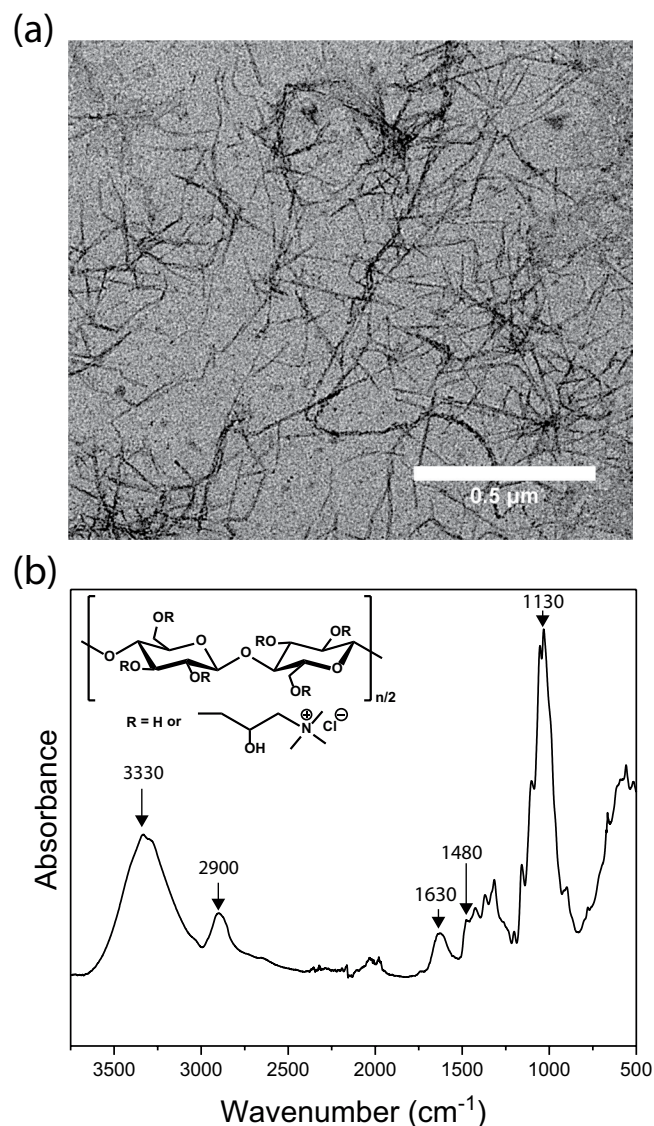 (a)
0.5 µm
(b)
1130
OR
OR
OR
O
RO
O
O
RO
OR
O
OR
n/2
R = H or
N
⊕
Cl
⊖
OH
3330
2900
1630
1480
Absorbance
3500
3000
2500
2000
1500
1000
500
Wavenumber (cm⁻¹)